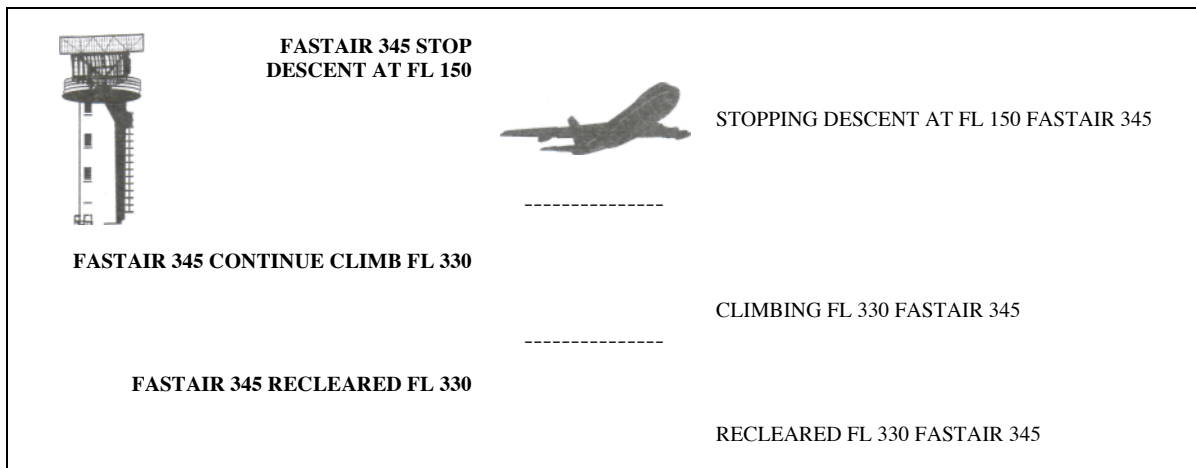 FASTAIR 345 STOP
DESCENT AT FL 150
STOPPING DESCENT AT FL 150 FASTAIR 345
---------------
FASTAIR 345 CONTINUE CLIMB FL 330
CLIMBING FL 330 FASTAIR 345
---------------
FASTAIR 345 RECLEARED FL 330
RECLEARED FL 330 FASTAIR 345